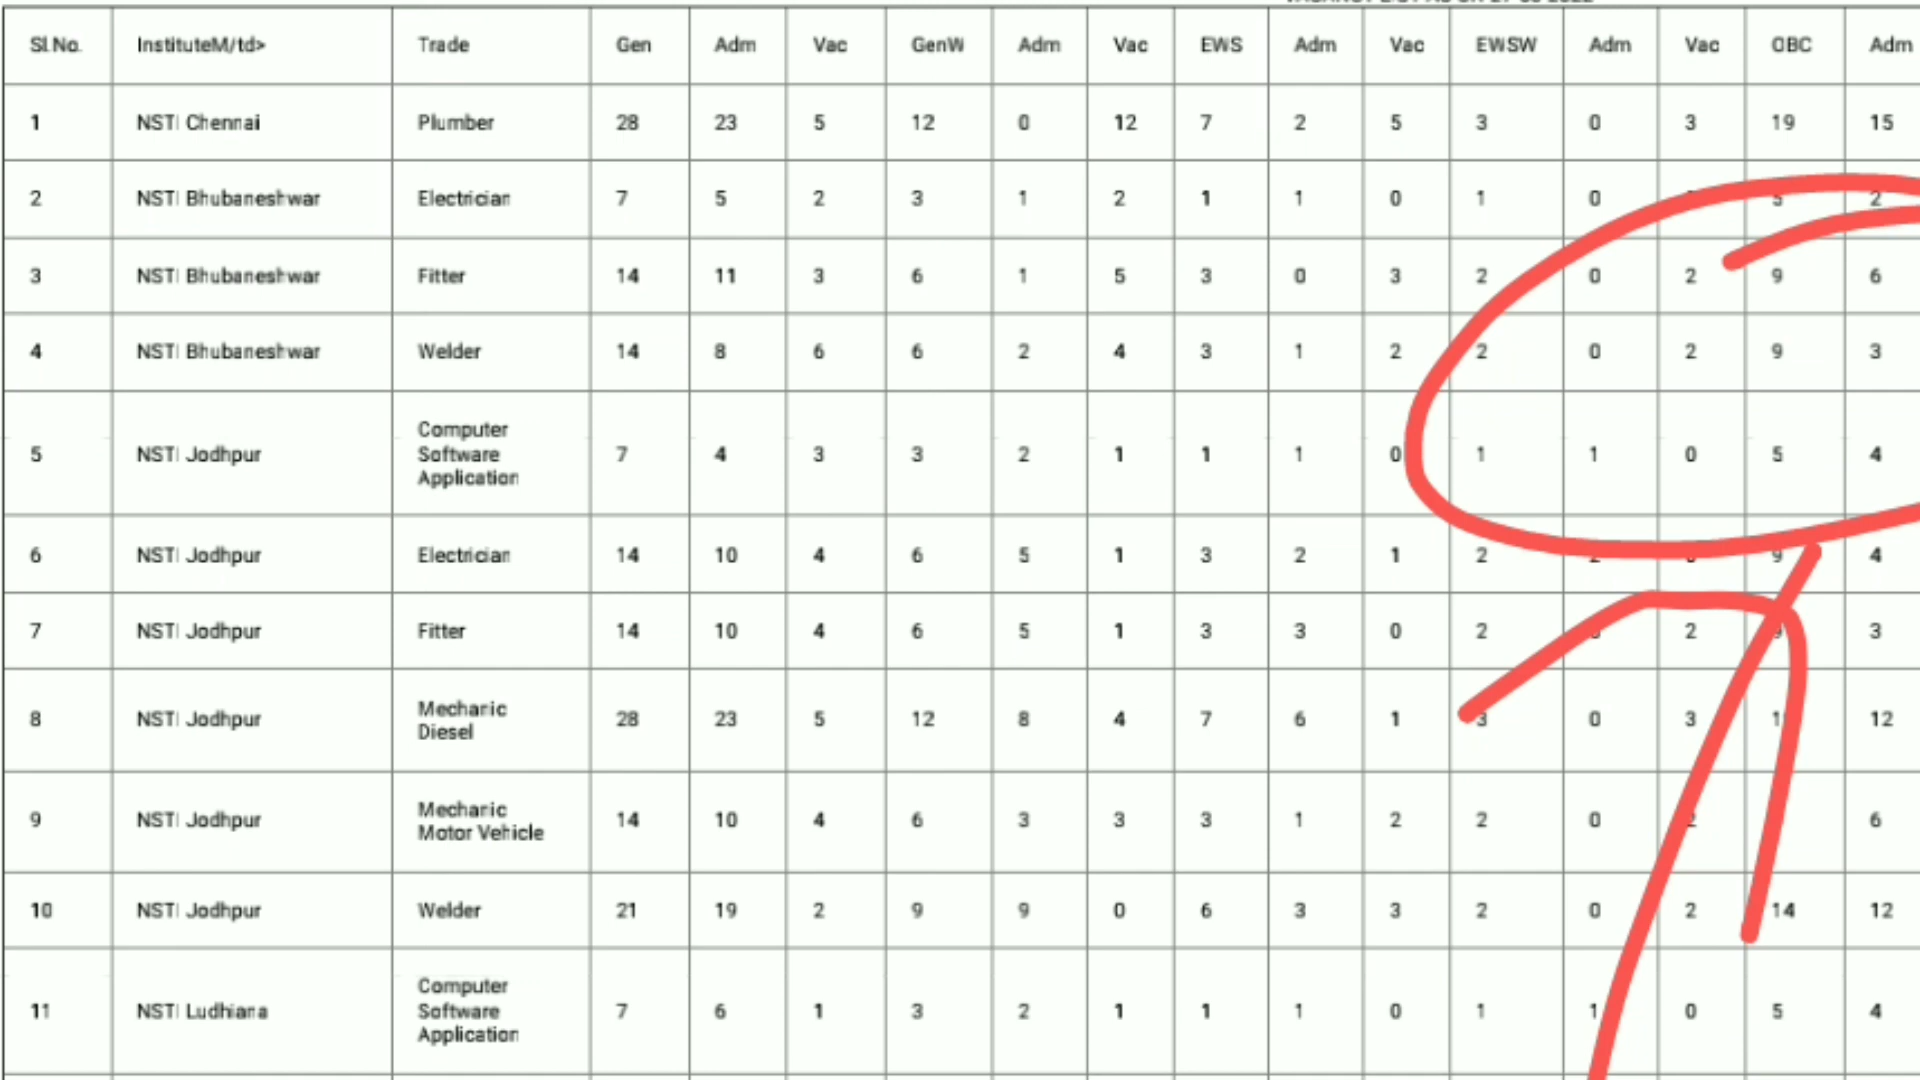 Sl.No. InstituteM/td> Trade Gen Adm Vac GenW Adm Vac EWS Adm Vac EWSW Adm Vac OBC Adm
1 NSTI Chennai Plumber 28 23 5 12 0 12 7 2 5 3 0 3 19 15
2 NSTI Bhubaneshwar Electrician 7 5 2 3 1 2 1 1 0 1 0 5 2
3 NSTI Bhubaneshwar Fitter 14 11 3 6 1 5 3 0 3 2 0 2 9 6
4 NSTI Bhubaneshwar Welder 14 8 6 6 2 4 3 1 2 2 0 2 9 3
Computer
5 NSTI Jodhpur Software 7 4 3 3 2 1 1 1 0 1 1 0 5 4
Application
6 NSTI Jodhpur Electrician 14 10 4 6 5 1 3 2 1 2 9 4
7 NSTI Jodhpur Fitter 14 10 4 6 5 1 3 3 0 2 2 3
Mechanic
8 NSTI Jodhpur 28 23 5 12 8 4 7 6 1 3 0 3 12
Diesel
Mechanic
9 NSTI Jodhpur 14 10 4 6 3 3 3 1 2 2 0 2 6
Motor Vehicle
10 NSTI Jodhpur Welder 21 19 2 9 9 0 6 3 3 2 0 2 14 12
Computer
11 NSTI Ludhiana Software 7 6 1 3 2 1 1 1 0 1 1 0 5 4
Application